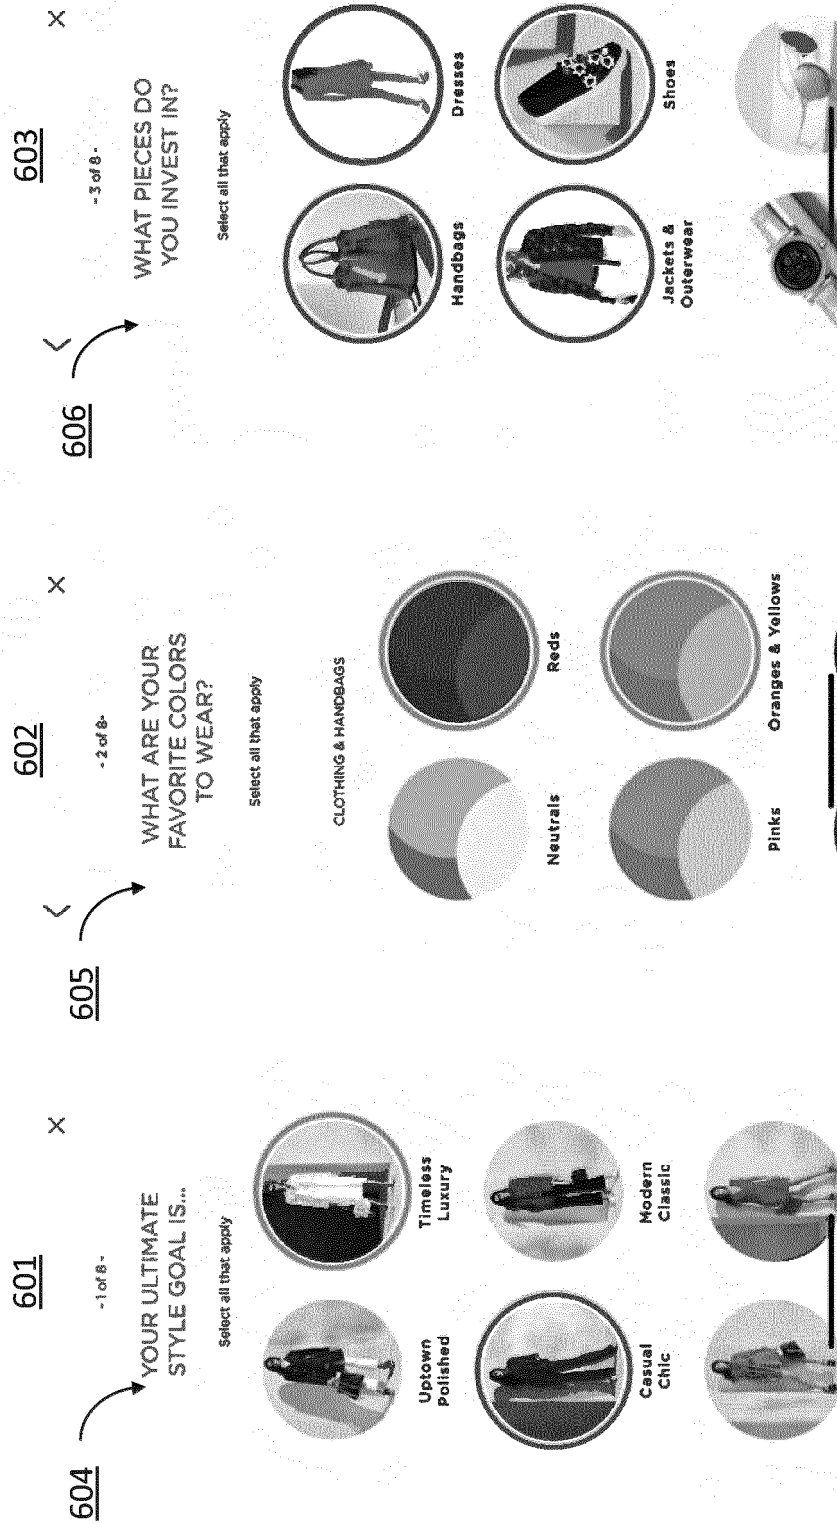 601
604
- 1 of 8 -
X
YOUR ULTIMATE
STYLE GOAL IS...
Select all that apply
Uptown
Polished
Timeless
Luxury
Casual
Chic
Modern
Classic
602
605
- 2 of 8-
X
WHAT ARE YOUR
FAVORITE COLORS
TO WEAR?
Select all that apply
CLOTHING & HANDBAGS
Neutrals
Reds
Pinks
Oranges & Yellows
603
606
- 3 of 8 -
X
WHAT PIECES DO
YOU INVEST IN?
Select all that apply
Handbags
Dresses
Jackets &
Outerwear
Shoes